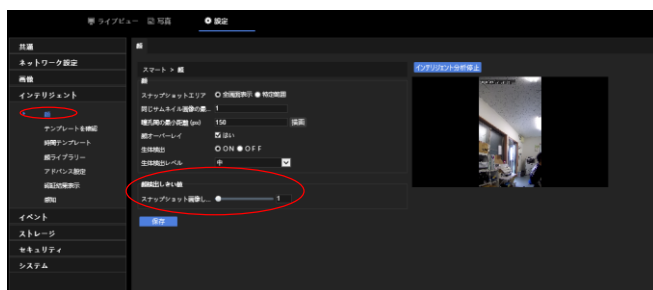 ライブビュー 写真 設定
共通
ネットワーク設定
画像
インテリジェント
顔
テンプレートを確認
時間テンプレート
顔ライブラリー
アドバンス設定
認証結果表示
感知
イベント
ストレージ
セキュリティ
システム
顔
スマート > 顔
顔
スナップショットエリア 全画面表示 特定範囲
同じサムネイル画像の最... 1
瞳孔間の最小距離 (px) 150 描画
顔オーバーレイ はい
生体検出 ON OFF
生体検出レベル 中
顔検出しきい値
スナップショット画像し... 1
保存
インテリジェント分析停止